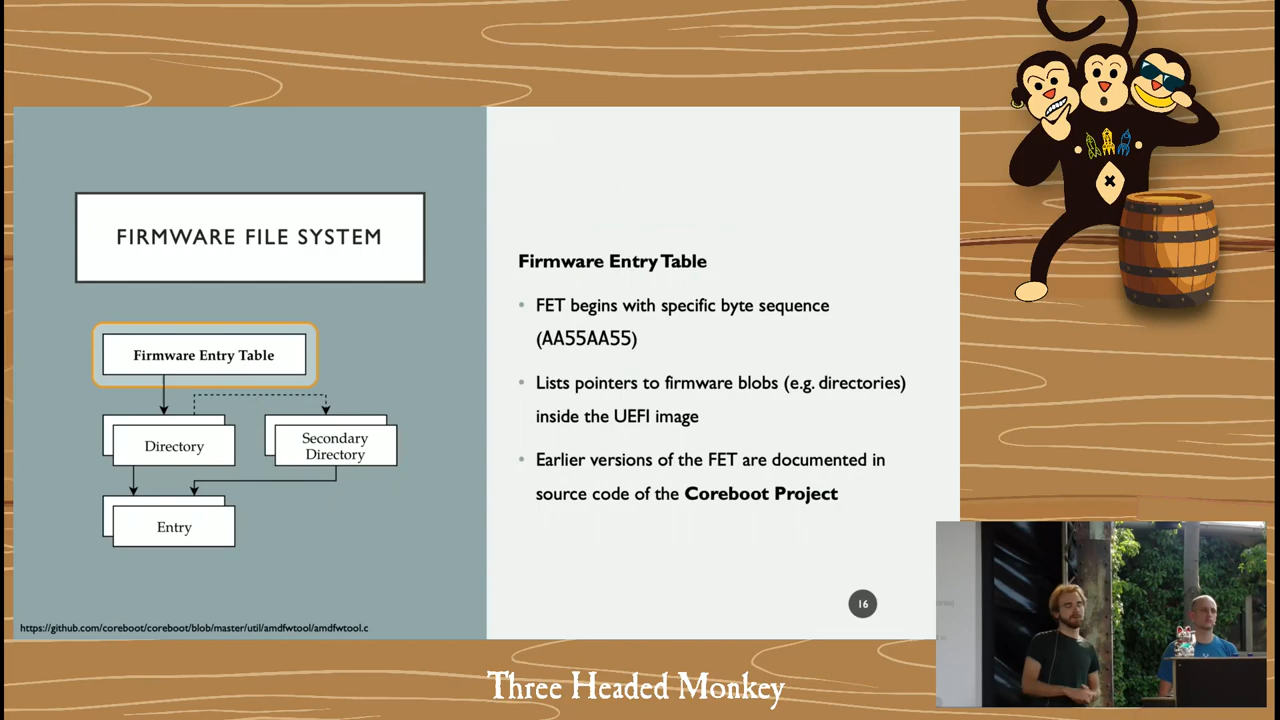 FIRMWARE FILE SYSTEM
Firmware Entry Table
Directory
Secondary
Directory
Entry
https://github.com/coreboot/coreboot/blob/master/util/amdfwtool/amdfwtool.c
Firmware Entry Table
• FET begins with specific byte sequence
(AA55AA55)
• Lists pointers to firmware blobs (e.g. directories)
inside the UEFI image
• Earlier versions of the FET are documented in
source code of the Coreboot Project
16
Three Headed Monkey